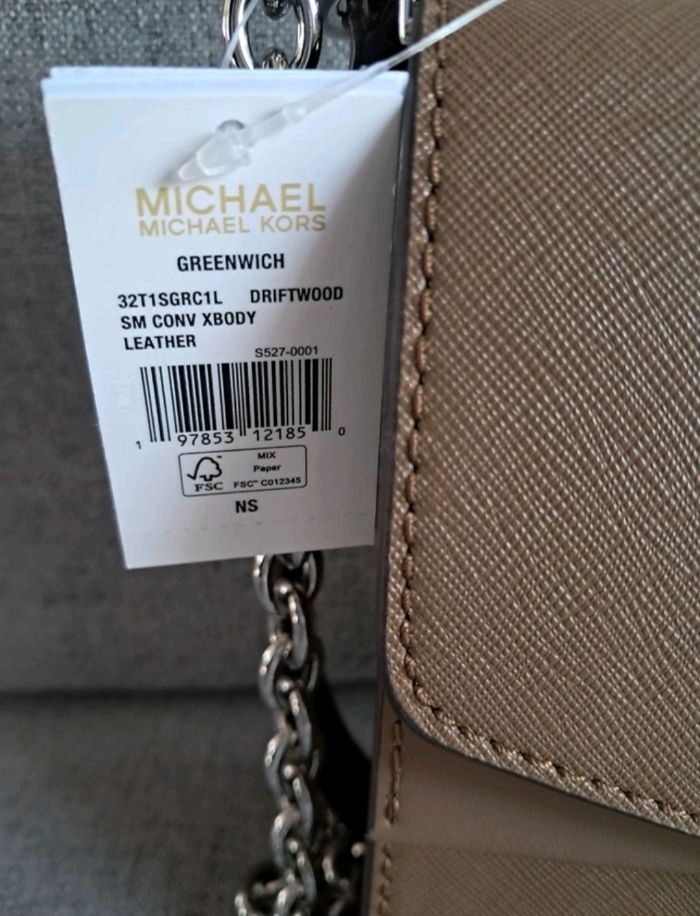 MICHAEL
MICHAEL KORS
GREENWICH
32T1SGRC1L DRIFTWOOD
SM CONV XBODY
LEATHER
S527-0001
1 97853 12185 0
MIX
Paper
FSC™ C012345
FSC
NS